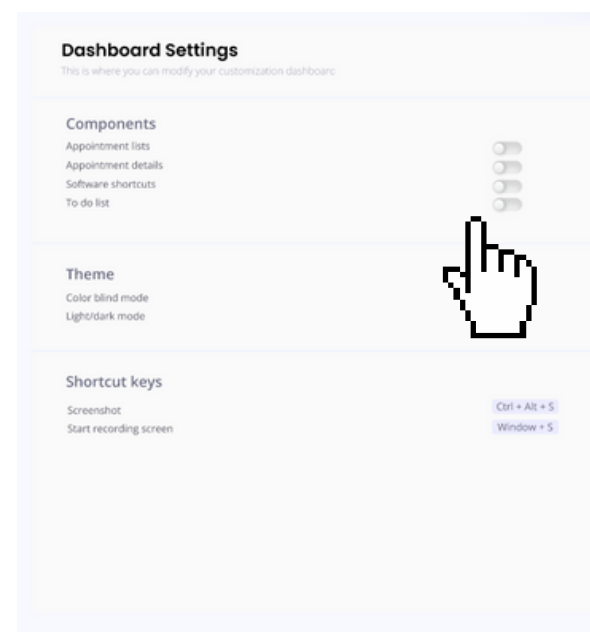 Dashboard Settings
This is where you can modify your customization dashboarc
Components
Appointment lists
Appointment details
Software shortcuts
To do list
Theme
Color blind mode
Light/dark mode
Shortcut keys
Screenshot Ctrl + Alt + S
Start recording screen Window + S